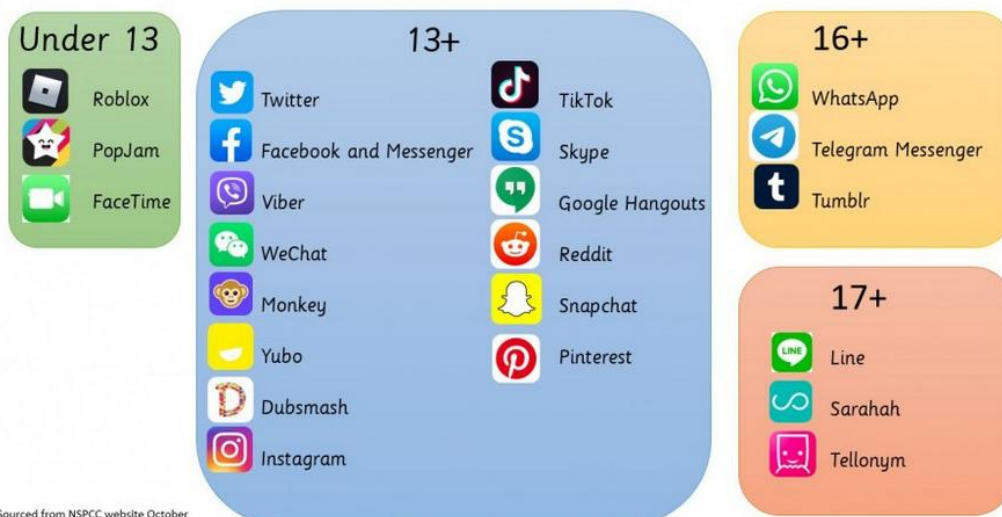 Under 13
Roblox
PopJam
FaceTime
13+
Twitter
Facebook and Messenger
Viber
WeChat
Monkey
Yubo
Dubsmash
Instagram
TikTok
Skype
Google Hangouts
Reddit
Snapchat
Pinterest
16+
WhatsApp
Telegram Messenger
Tumblr
17+
LINE
Line
Sarahah
Tellonym
Sourced from NSPCC website October